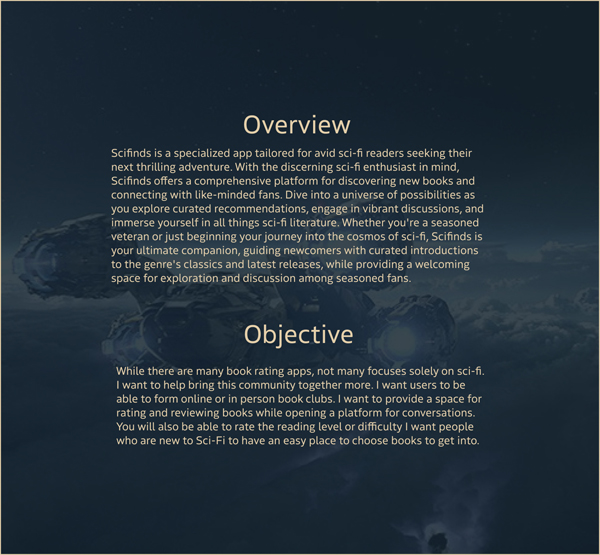 Overview
Scifinds is a specialized app tailored for avid sci-fi readers seeking their
next thrilling adventure. With the discerning sci-fi enthusiast in mind,
Scifinds offers a comprehensive platform for discovering new books and
connecting with like-minded fans. Dive into a universe of possibilities as
you explore curated recommendations, engage in vibrant discussions, and
immerse yourself in all things sci-fi literature. Whether you're a seasoned
veteran or just beginning your journey into the cosmos of sci-fi, Scifinds is
your ultimate companion, guiding newcomers with curated introductions
to the genre's classics and latest releases, while providing a welcoming
space for exploration and discussion among seasoned fans.
Objective
While there are many book rating apps, not many focuses solely on sci-fi.
I want to help bring this community together more. I want users to be
able to form online or in person book clubs. I want to provide a space for
rating and reviewing books while opening a platform for conversations.
You will also be able to rate the reading level or difficulty I want people
who are new to Sci-Fi to have an easy place to choose books to get into.